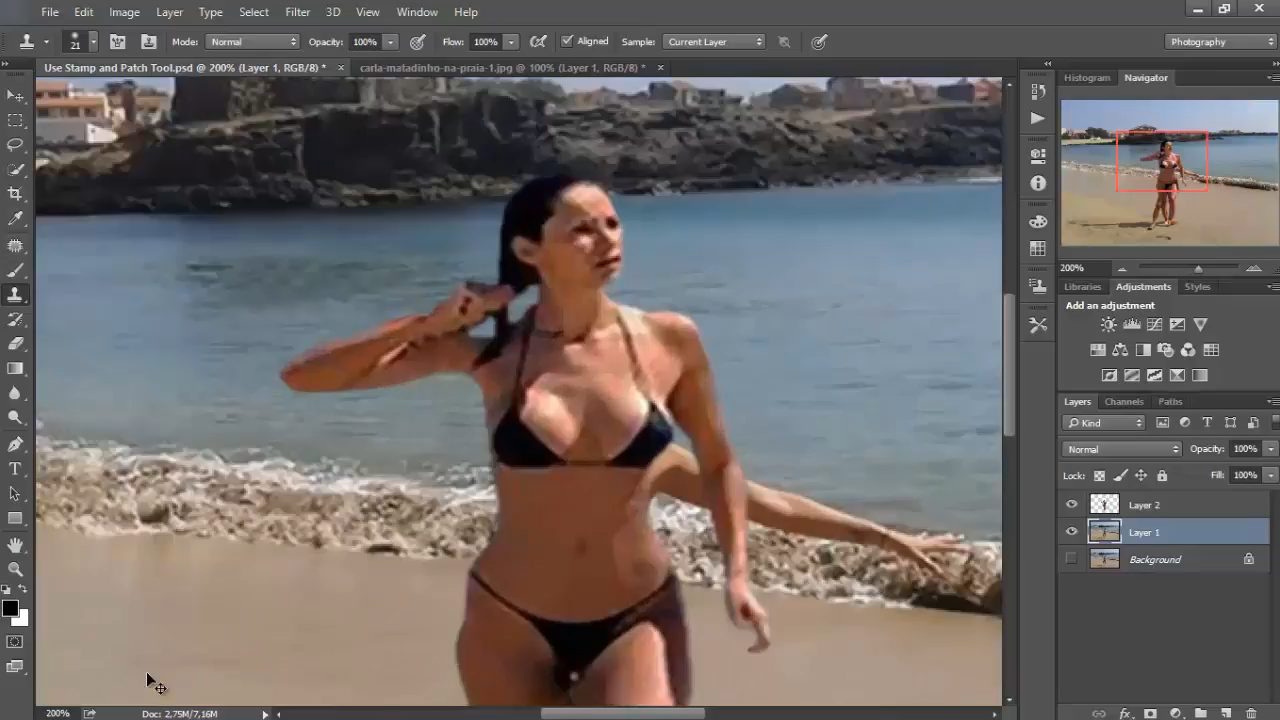 File Edit Image Layer Type Select Filter 3D View Window Help
21 Mode: Normal Opacity: 100% Flow: 100% Aligned Sample: Current Layer Photography
Use Stamp and Patch Tool.psd @ 200% (Layer 1, RGB/8) * carla-matadinho-na-praia-1.jpg @ 100% (Layer 1, RGB/8) *
Histogram Navigator
200%
Libraries Adjustments Styles
Add an adjustment
Layers Channels Paths
Kind
Normal Opacity: 100%
Lock: Fill: 100%
Layer 2
Layer 1
Background
200% Doc: 2,75M/7,16M